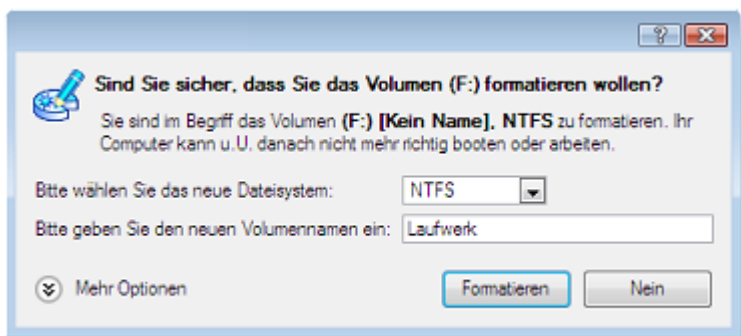 Sind Sie sicher, dass Sie das Volumen (F:) formatieren wollen?
Sie sind im Begriff das Volumen (F:) [Kein Name], NTFS zu formatieren. Ihr
Computer kann u.U. danach nicht mehr richtig booten oder arbeiten.
Bitte wählen Sie das neue Dateisystem: NTFS
Bitte geben Sie den neuen Volumennamen ein: Laufwerk
Mehr Optionen Formatieren Nein